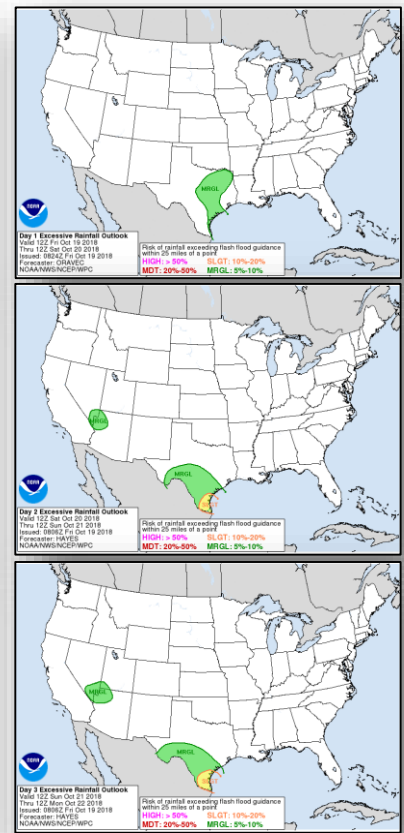 MRGL
NOAA
Day 1 Excessive Rainfall Outlook
Valid 12Z Fri Oct 19 2018
Thru 12Z Sat Oct 20 2018
Issued: 0824Z Fri Oct 19 2018
Forecaster: ORAVEC
NOAA/NWS/NCEP/WPC
Risk of rainfall exceeding flash flood guidance
within 25 miles of a point
HIGH: > 50% SLGT: 10%-20%
MDT: 20%-50% MRGL: 5%-10%
MRGL
MRGL
NOAA
Day 2 Excessive Rainfall Outlook
Valid 12Z Sat Oct 20 2018
Thru 12Z Sun Oct 21 2018
Issued: 0806Z Fri Oct 19 2018
Forecaster: HAYES
NOAA/NWS/NCEP/WPC
Risk of rainfall exceeding flash flood guidance
within 25 miles of a point
HIGH: > 50% SLGT: 10%-20%
MDT: 20%-50% MRGL: 5%-10%
MRGL
MRGL
NOAA
Day 3 Excessive Rainfall Outlook
Valid 12Z Sun Oct 21 2018
Thru 12Z Mon Oct 22 2018
Issued: 0806Z Fri Oct 19 2018
Forecaster: HAYES
NOAA/NWS/NCEP/WPC
Risk of rainfall exceeding flash flood guidance
within 25 miles of a point
HIGH: > 50% SLGT: 10%-20%
MDT: 20%-50% MRGL: 5%-10%